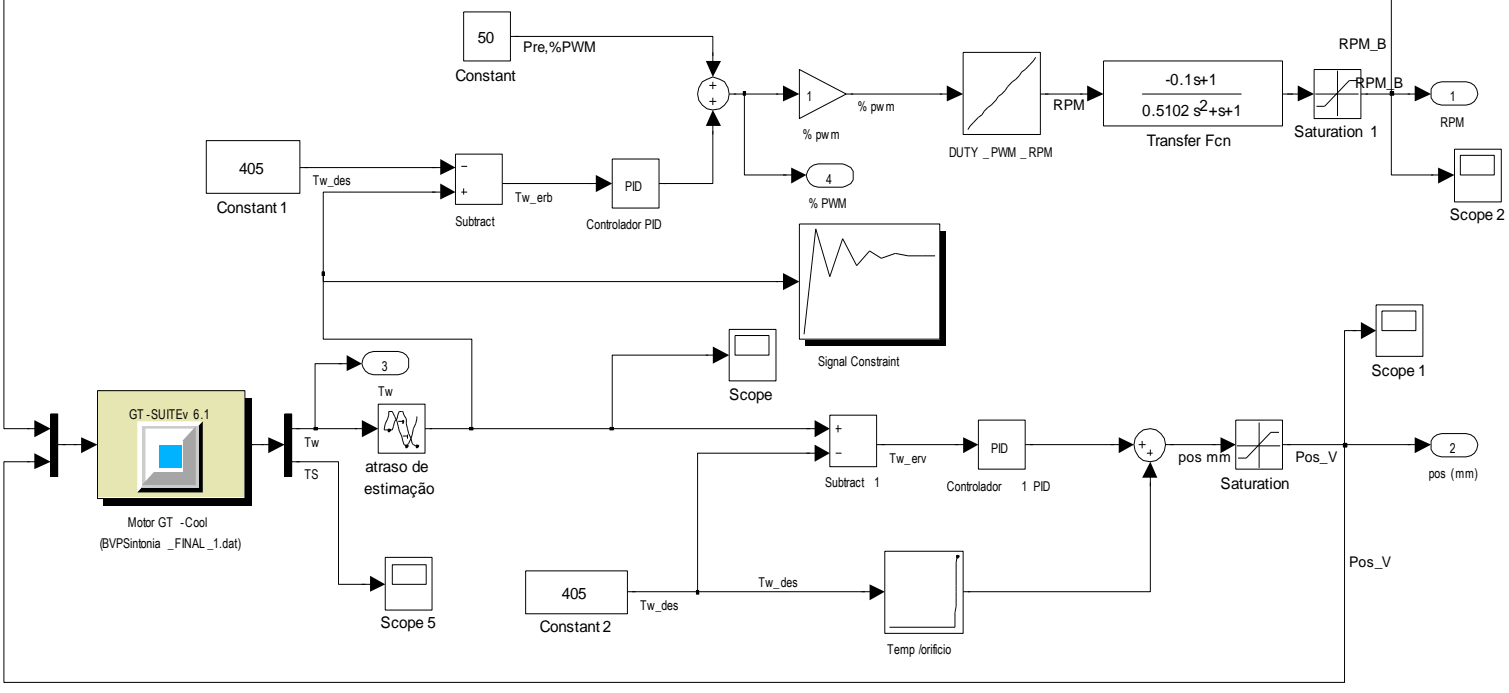 50
Pre,%PWM
Constant
RPM_B
+
+
1
% pwm
% pwm
DUTY _PWM _RPM
RPM
-0.1s+1
0.5102 s2+s+1
Transfer Fcn
Saturation 1
RPM_B
1
RPM
405
Tw_des
Constant 1
−
+
Subtract
Tw_erb
PID
Controlador PID
4
% PWM
Scope 2
Signal Constraint
Scope
Scope 1
3
Tw
GT -SUITEv 6.1
Tw
TS
atraso de
estimação
Motor GT -Cool
(BVPSintonia _FINAL _1.dat)
+
−
Subtract 1
Tw_erv
PID
Controlador 1 PID
+
+
pos mm
Saturation
Pos_V
2
pos (mm)
Pos_V
Scope 5
405
Tw_des
Constant 2
Tw_des
Temp /orificio